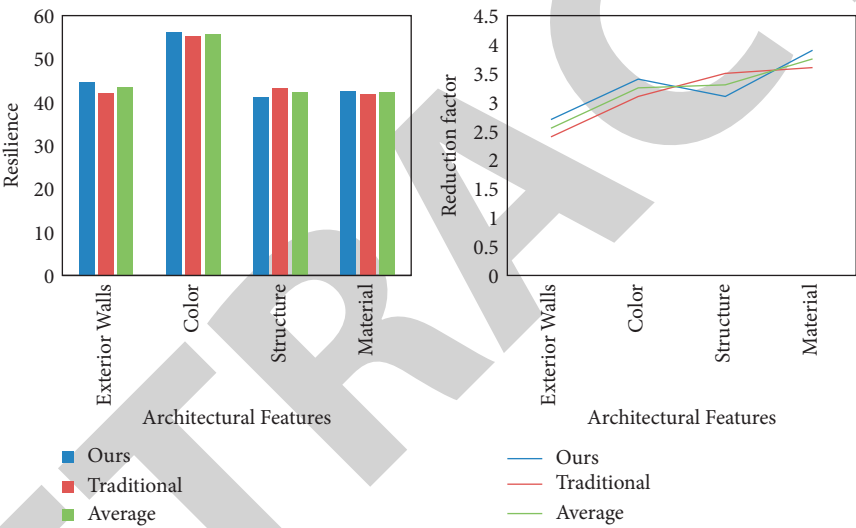 60
50
40
30
20
10
0
Resilience
Exterior Walls
Color
Structure
Material
Architectural Features
Ours
Traditional
Average
4.5
4
3.5
3
2.5
2
1.5
1
0.5
0
Reduction factor
Exterior Walls
Color
Structure
Material
Architectural Features
Ours
Traditional
Average
TRAC